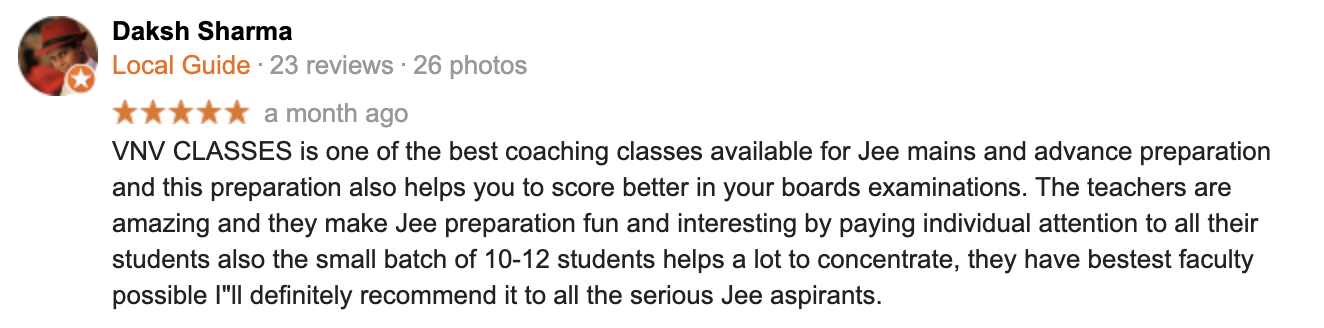 Daksh Sharma
Local Guide · 23 reviews · 26 photos
a month ago
VNV CLASSES is one of the best coaching classes available for Jee mains and advance preparation
and this preparation also helps you to score better in your boards examinations. The teachers are
amazing and they make Jee preparation fun and interesting by paying individual attention to all their
students also the small batch of 10-12 students helps a lot to concentrate, they have bestest faculty
possible I"ll definitely recommend it to all the serious Jee aspirants.